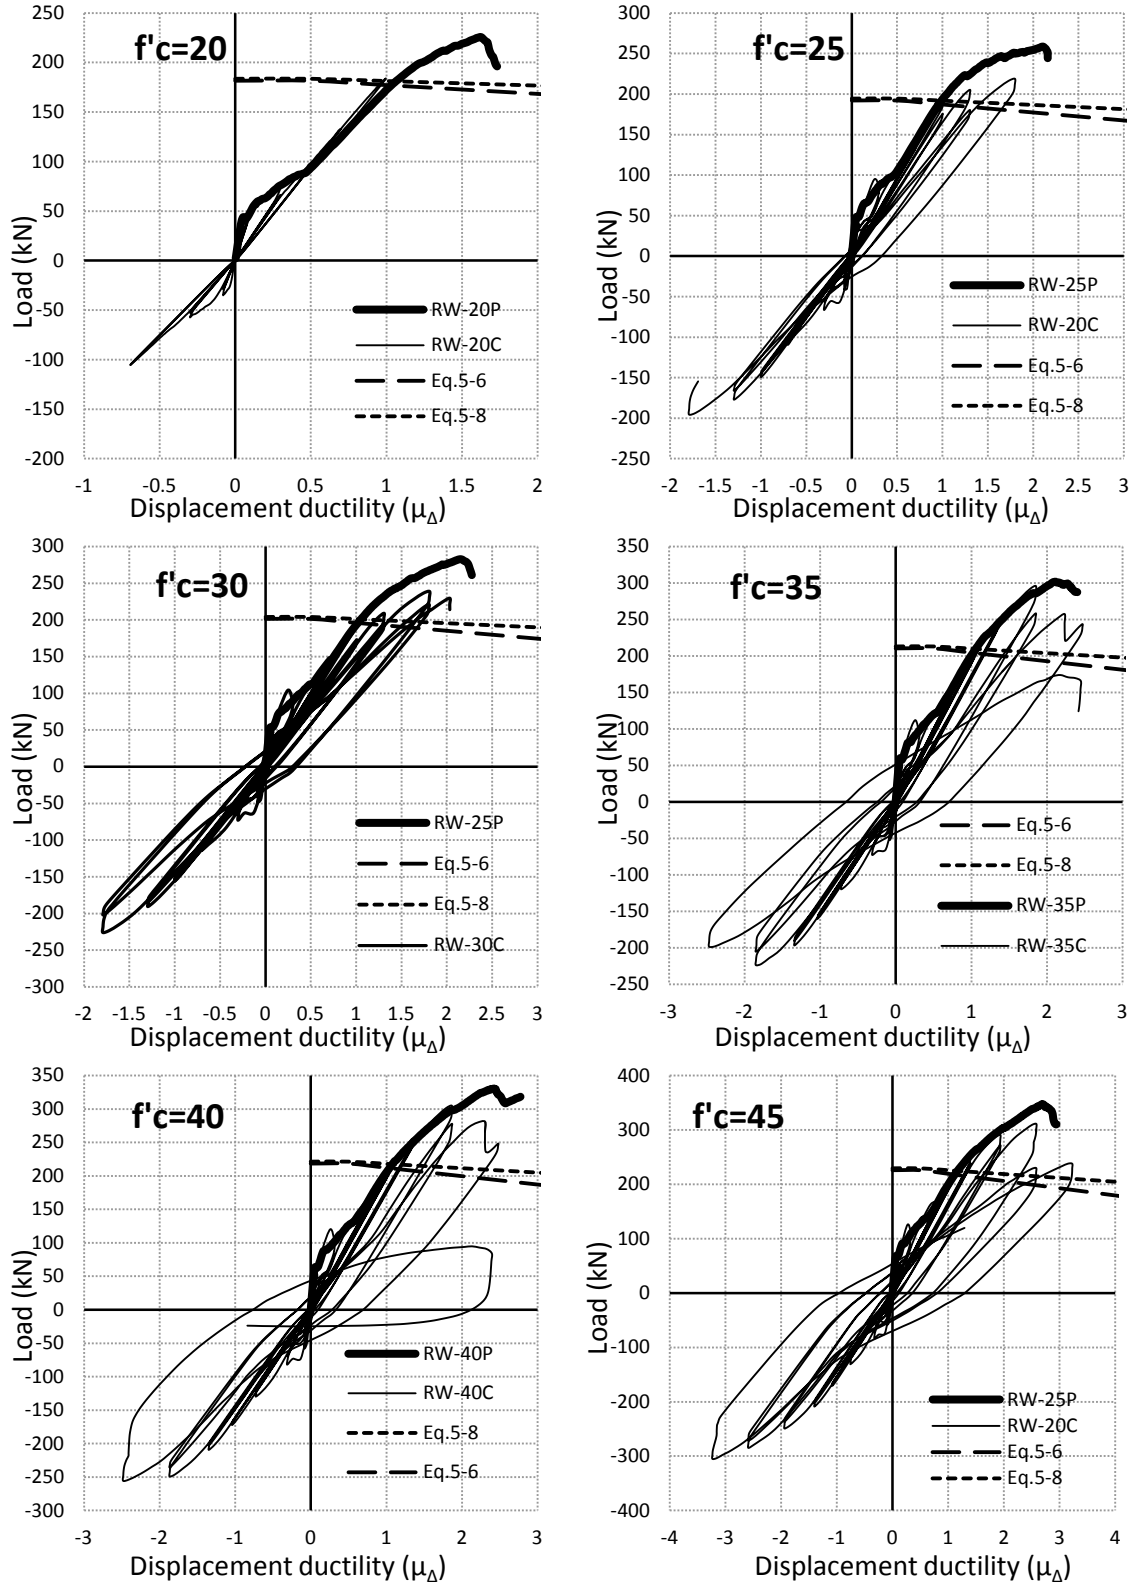 f'c=20
250
200
150
100
50
0
-50
-100
-150
-200
Load (kN)
RW-20P
RW-20C
Eq.5-6
Eq.5-8
-1 -0.5 0 0.5 1 1.5 2
Displacement ductility (μΔ)
f'c=25
300
250
200
150
100
50
0
-50
-100
-150
-200
-250
Load (kN)
RW-25P
RW-20C
Eq.5-6
Eq.5-8
-2 -1.5 -1 -0.5 0 0.5 1 1.5 2 2.5 3
Displacement ductility (μΔ)
f'c=30
300
250
200
150
100
50
0
-50
-100
-150
-200
-250
-300
Load (kN)
RW-25P
Eq.5-6
Eq.5-8
RW-30C
-2 -1.5 -1 -0.5 0 0.5 1 1.5 2 2.5 3
Displacement ductility (μΔ)
f'c=35
350
300
250
200
150
100
50
0
-50
-100
-150
-200
-250
Load (kN)
Eq.5-6
Eq.5-8
RW-35P
RW-35C
-3 -2 -1 0 1 2 3
Displacement ductility (μΔ)
f'c=40
350
300
250
200
150
100
50
0
-50
-100
-150
-200
-250
-300
Load (kN)
RW-40P
RW-40C
Eq.5-8
Eq.5-6
-3 -2 -1 0 1 2 3
Displacement ductility (μΔ)
f'c=45
400
300
200
100
0
-100
-200
-300
-400
Load (kN)
RW-25P
RW-20C
Eq.5-6
Eq.5-8
-4 -3 -2 -1 0 1 2 3 4
Displacement ductility (μΔ)